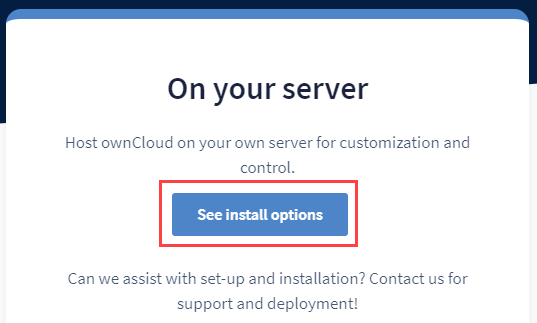 On your server
Host ownCloud on your own server for customization and
control.
See install options
Can we assist with set-up and installation? Contact us for
support and deployment!